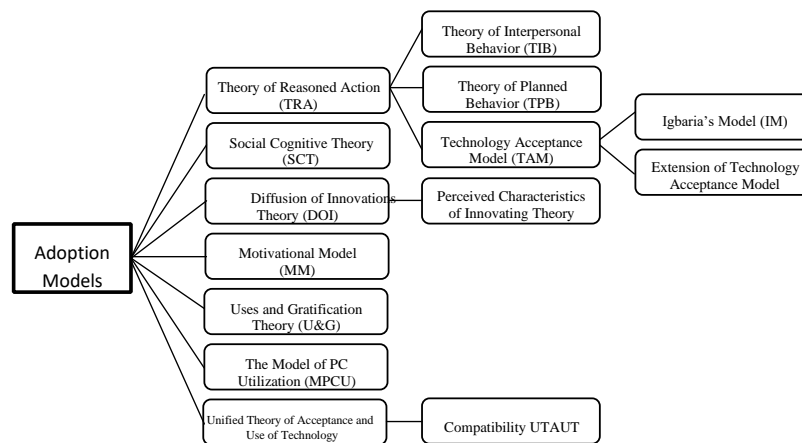 Adoption
Models
Theory of Reasoned Action
(TRA)
Social Cognitive Theory
(SCT)
Diffusion of Innovations
Theory (DOI)
Motivational Model
(MM)
Uses and Gratification
Theory (U&G)
The Model of PC
Utilization (MPCU)
Unified Theory of Acceptance and
Use of Technology
Theory of Interpersonal
Behavior (TIB)
Theory of Planned
Behavior (TPB)
Technology Acceptance
Model (TAM)
Perceived Characteristics
of Innovating Theory
Compatibility UTAUT
Igbaria’s Model (IM)
Extension of Technology
Acceptance Model